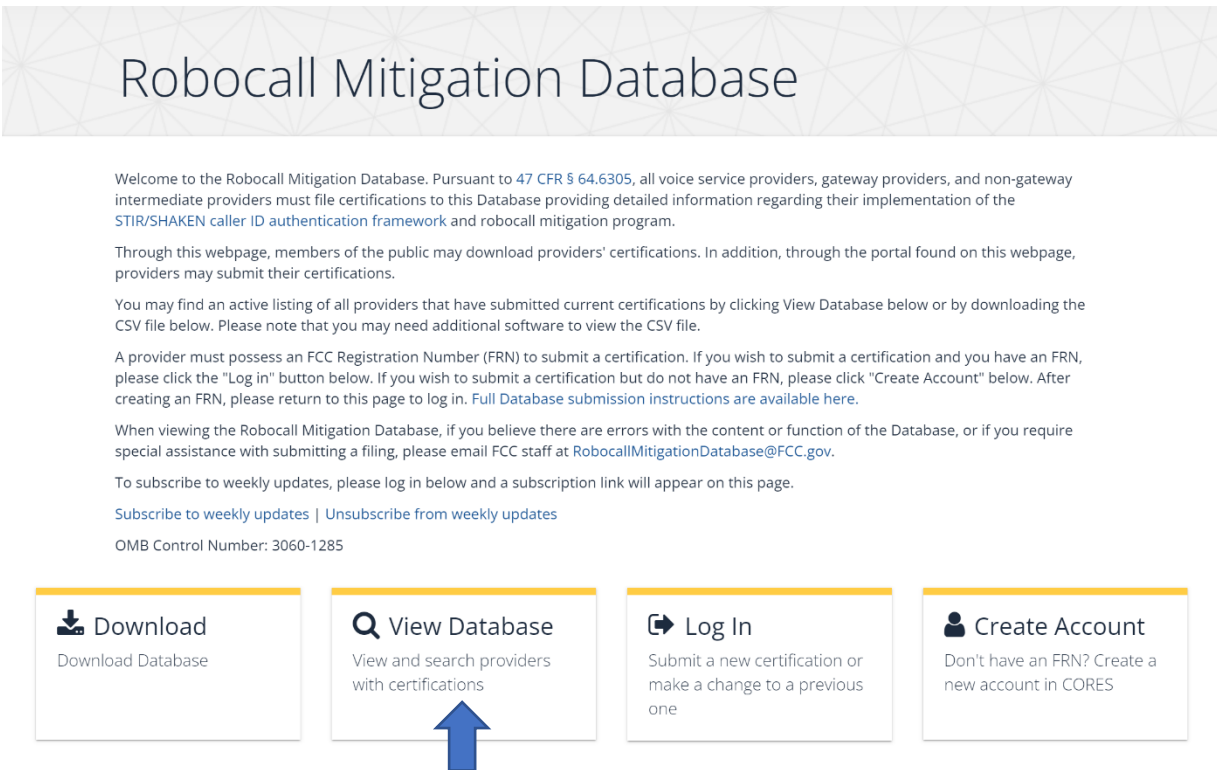 Robocall Mitigation Database
Welcome to the Robocall Mitigation Database. Pursuant to 47 CFR § 64.6305, all voice service providers, gateway providers, and non-gateway
intermediate providers must file certifications to this Database providing detailed information regarding their implementation of the
STIR/SHAKEN caller ID authentication framework and robocall mitigation program.
Through this webpage, members of the public may download providers' certifications. In addition, through the portal found on this webpage,
providers may submit their certifications.
You may find an active listing of all providers that have submitted current certifications by clicking View Database below or by downloading the
CSV file below. Please note that you may need additional software to view the CSV file.
A provider must possess an FCC Registration Number (FRN) to submit a certification. If you wish to submit a certification and you have an FRN,
please click the "Log in" button below. If you wish to submit a certification but do not have an FRN, please click "Create Account" below. After
creating an FRN, please return to this page to log in. Full Database submission instructions are available here.
When viewing the Robocall Mitigation Database, if you believe there are errors with the content or function of the Database, or if you require
special assistance with submitting a filing, please email FCC staff at RobocallMitigationDatabase@FCC.gov.
To subscribe to weekly updates, please log in below and a subscription link will appear on this page.
Subscribe to weekly updates | Unsubscribe from weekly updates
OMB Control Number: 3060-1285
Download
Download Database
View Database
View and search providers
with certifications
Log In
Submit a new certification or
make a change to a previous
one
Create Account
Don't have an FRN? Create a
new account in CORES